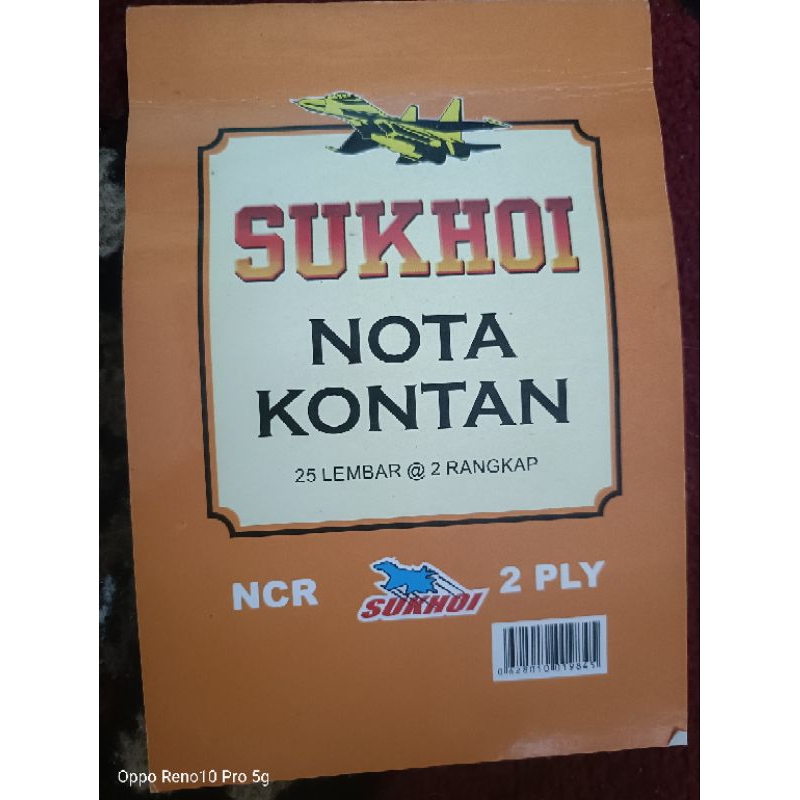 SUKHOI
NOTA
KONTAN
25 LEMBAR @ 2 RANGKAP
NCR
SUKHOI
2 PLY
Oppo Reno10 Pro 5g